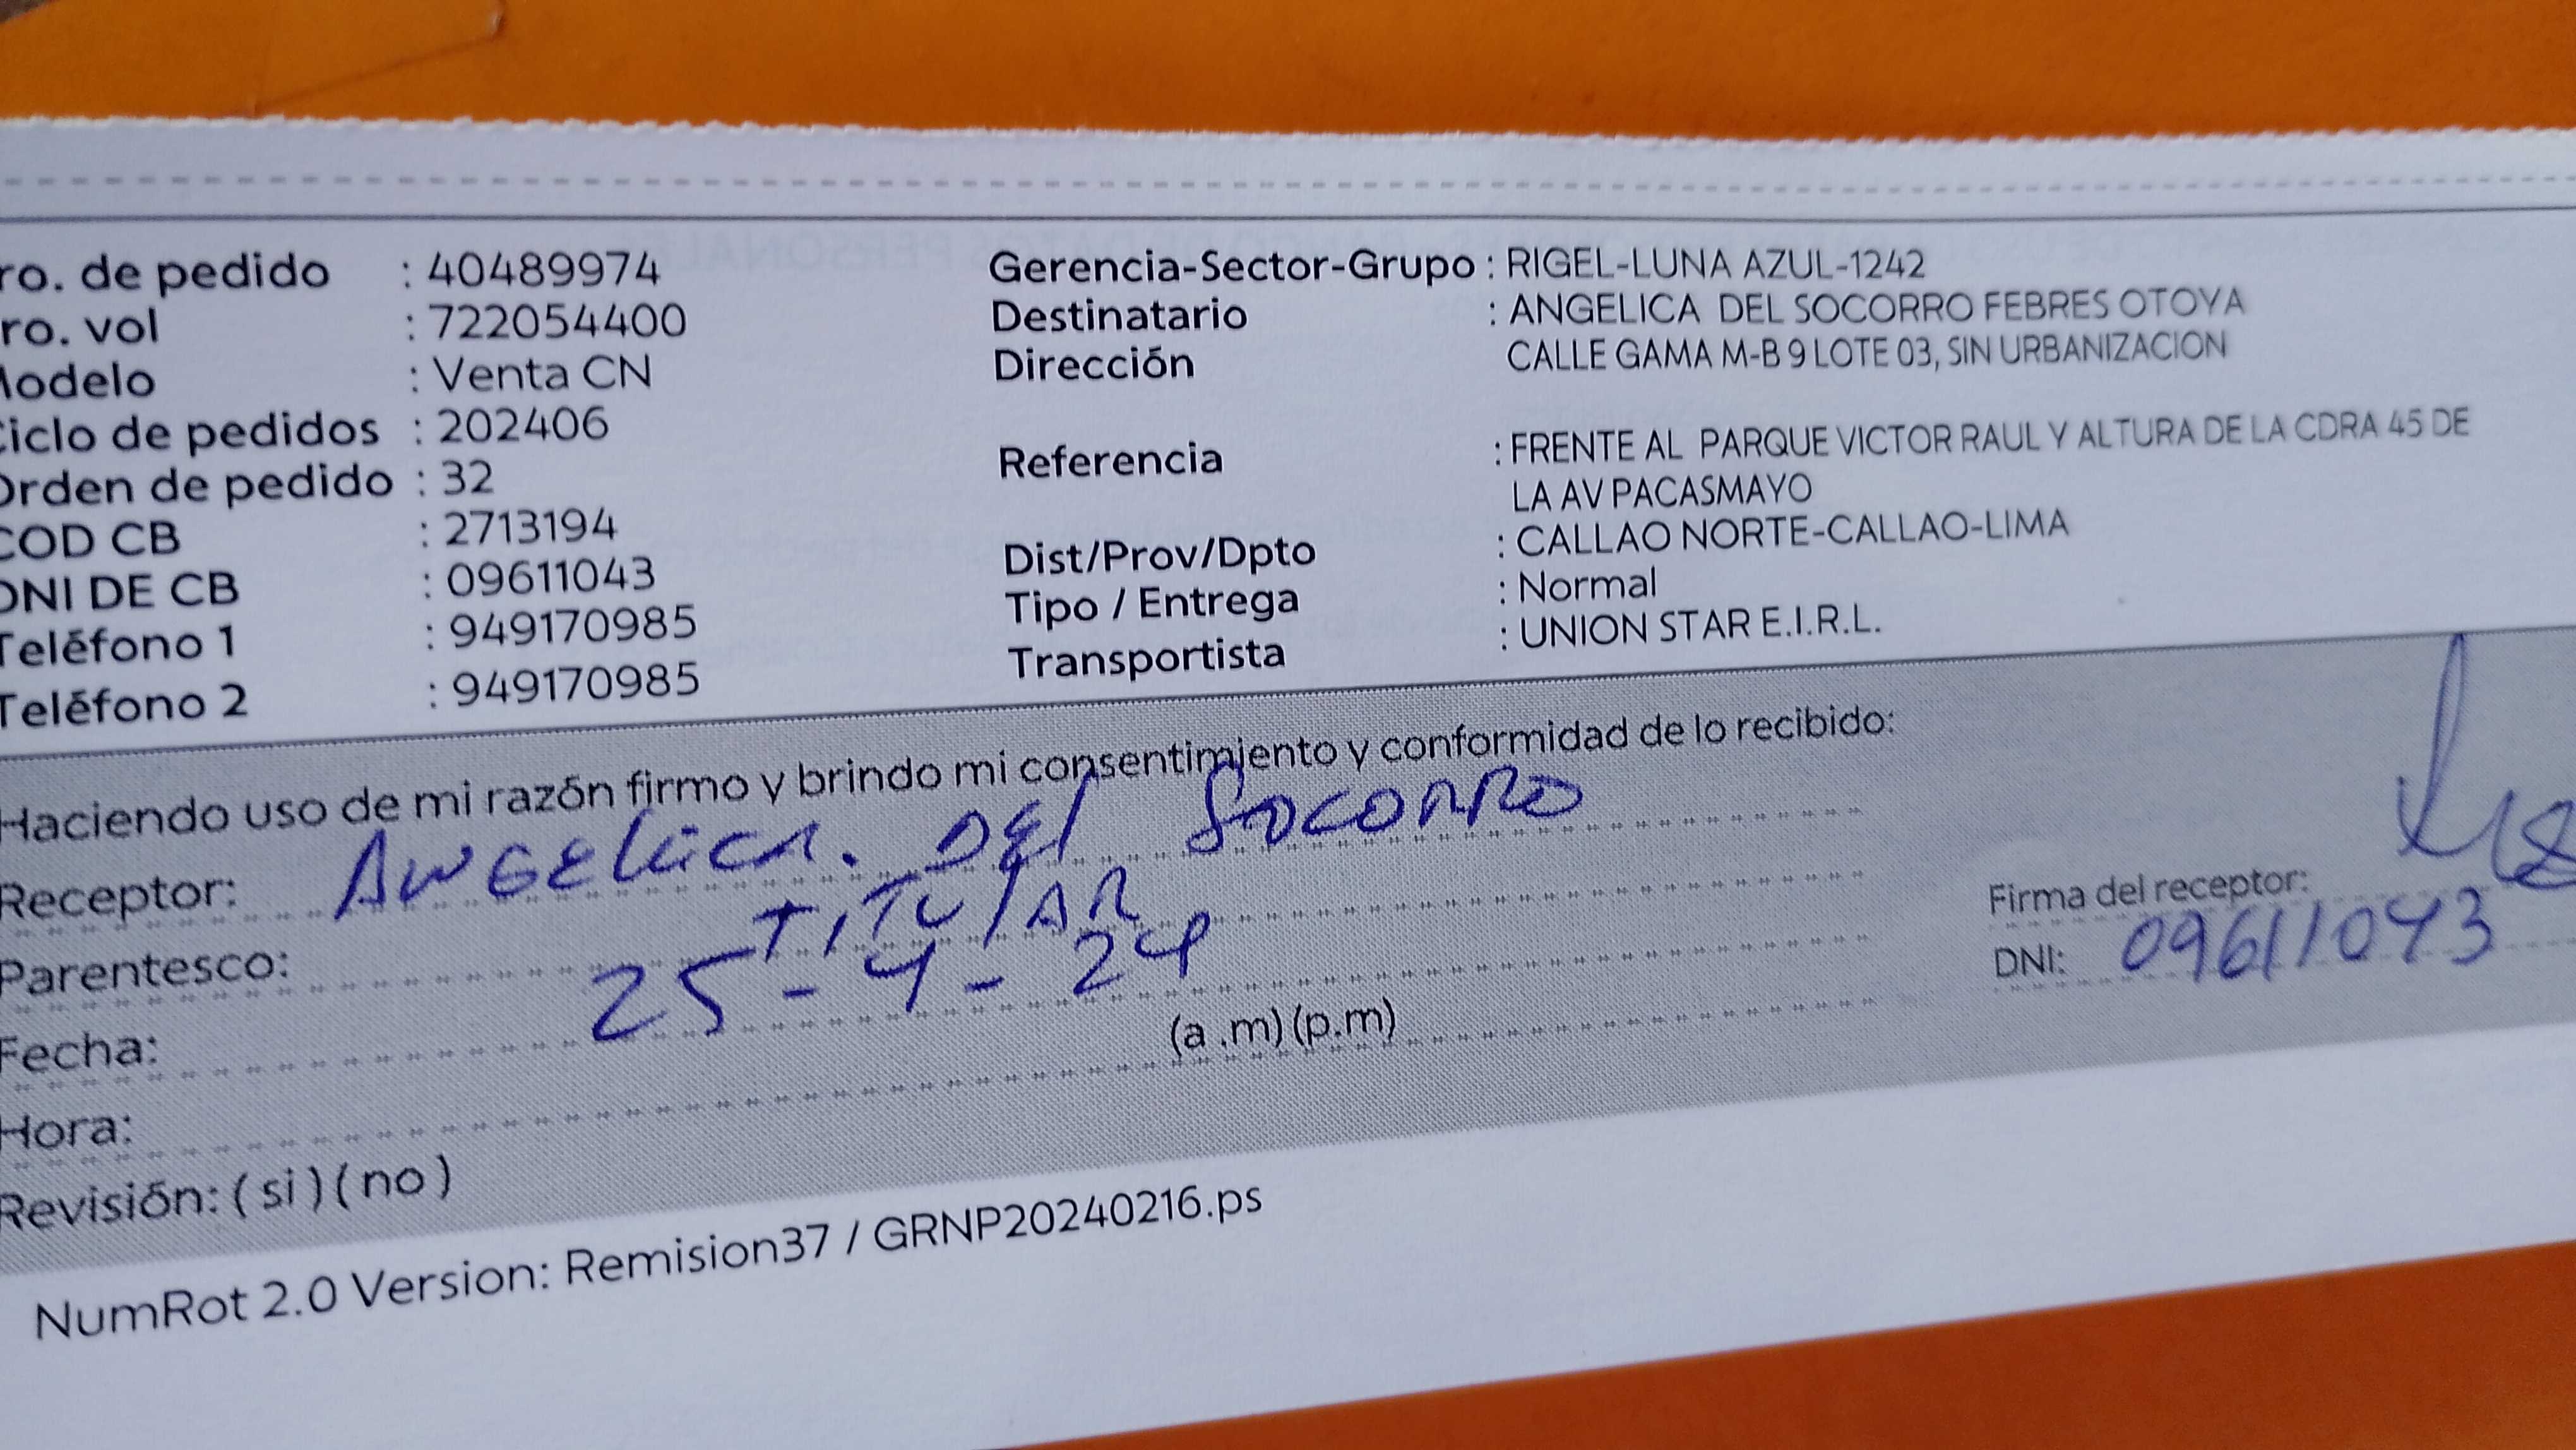 ro. de pedido : 40489974
ro. vol : 722054400
Modelo : Venta CN
Ciclo de pedidos : 202406
Orden de pedido : 32
COD CB : 2713194
DNI DE CB : 09611043
Teléfono 1 : 949170985
Teléfono 2 : 949170985
Gerencia-Sector-Grupo : RIGEL-LUNA AZUL-1242
Destinatario : ANGELICA DEL SOCORRO FEBRES OTOYA
Dirección CALLE GAMA M-B 9 LOTE 03, SIN URBANIZACION
Referencia : FRENTE AL PARQUE VICTOR RAUL Y ALTURA DE LA CDRA 45 DE
LA AV PACASMAYO
Dist/Prov/Dpto : CALLAO NORTE-CALLAO-LIMA
Tipo / Entrega : Normal
Transportista : UNION STAR E.I.R.L.
Haciendo uso de mi razón firmo y brindo mi consentimiento y conformidad de lo recibido:
Receptor: ANGELICA. DEL SOCORRO
Parentesco: TITULAR
Fecha: 25-4-24
Hora: (a .m) (p.m)
Revisión: ( si ) ( no )
Firma del receptor:
DNI: 09611043
NumRot 2.0 Version: Remision37 / GRNP20240216.ps